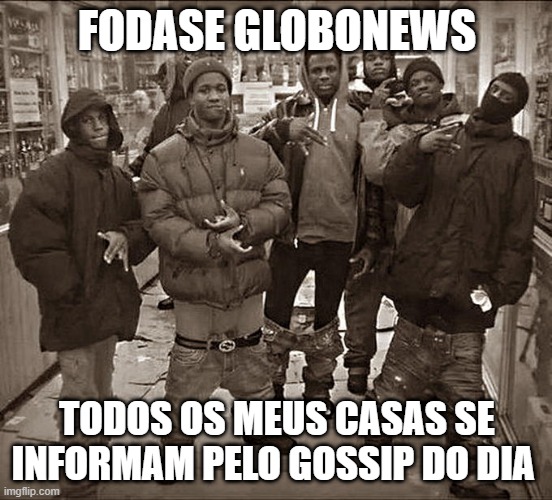 FODASE GLOBONEWS
TODOS OS MEUS CASAS SE
INFORMAM PELO GOSSIP DO DIA
imgflip.com